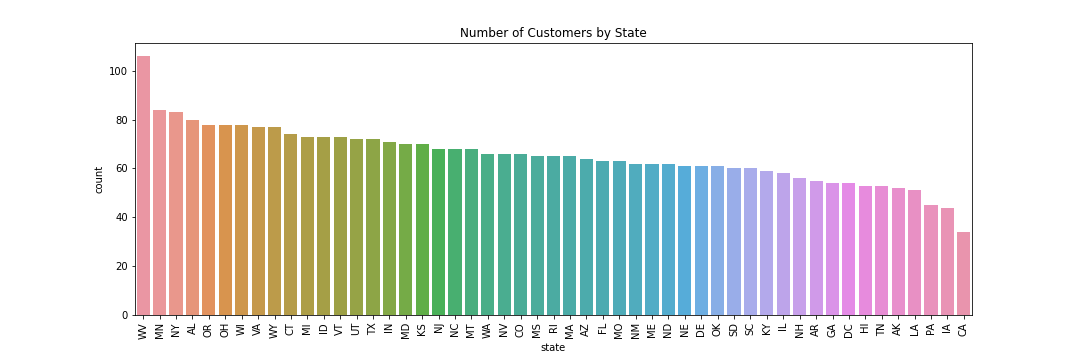 Number of Customers by State
100
80
60
40
20
0
count
WV MN NY AL OR OH WI VA WY CT MI ID VT UT TX IN MD KS NJ NC MT WA NV CO MS RI MA AZ FL MO NM ME ND NE DE OK SD SC KY IL NH AR GA DC HI TN AK LA PA IA CA
state